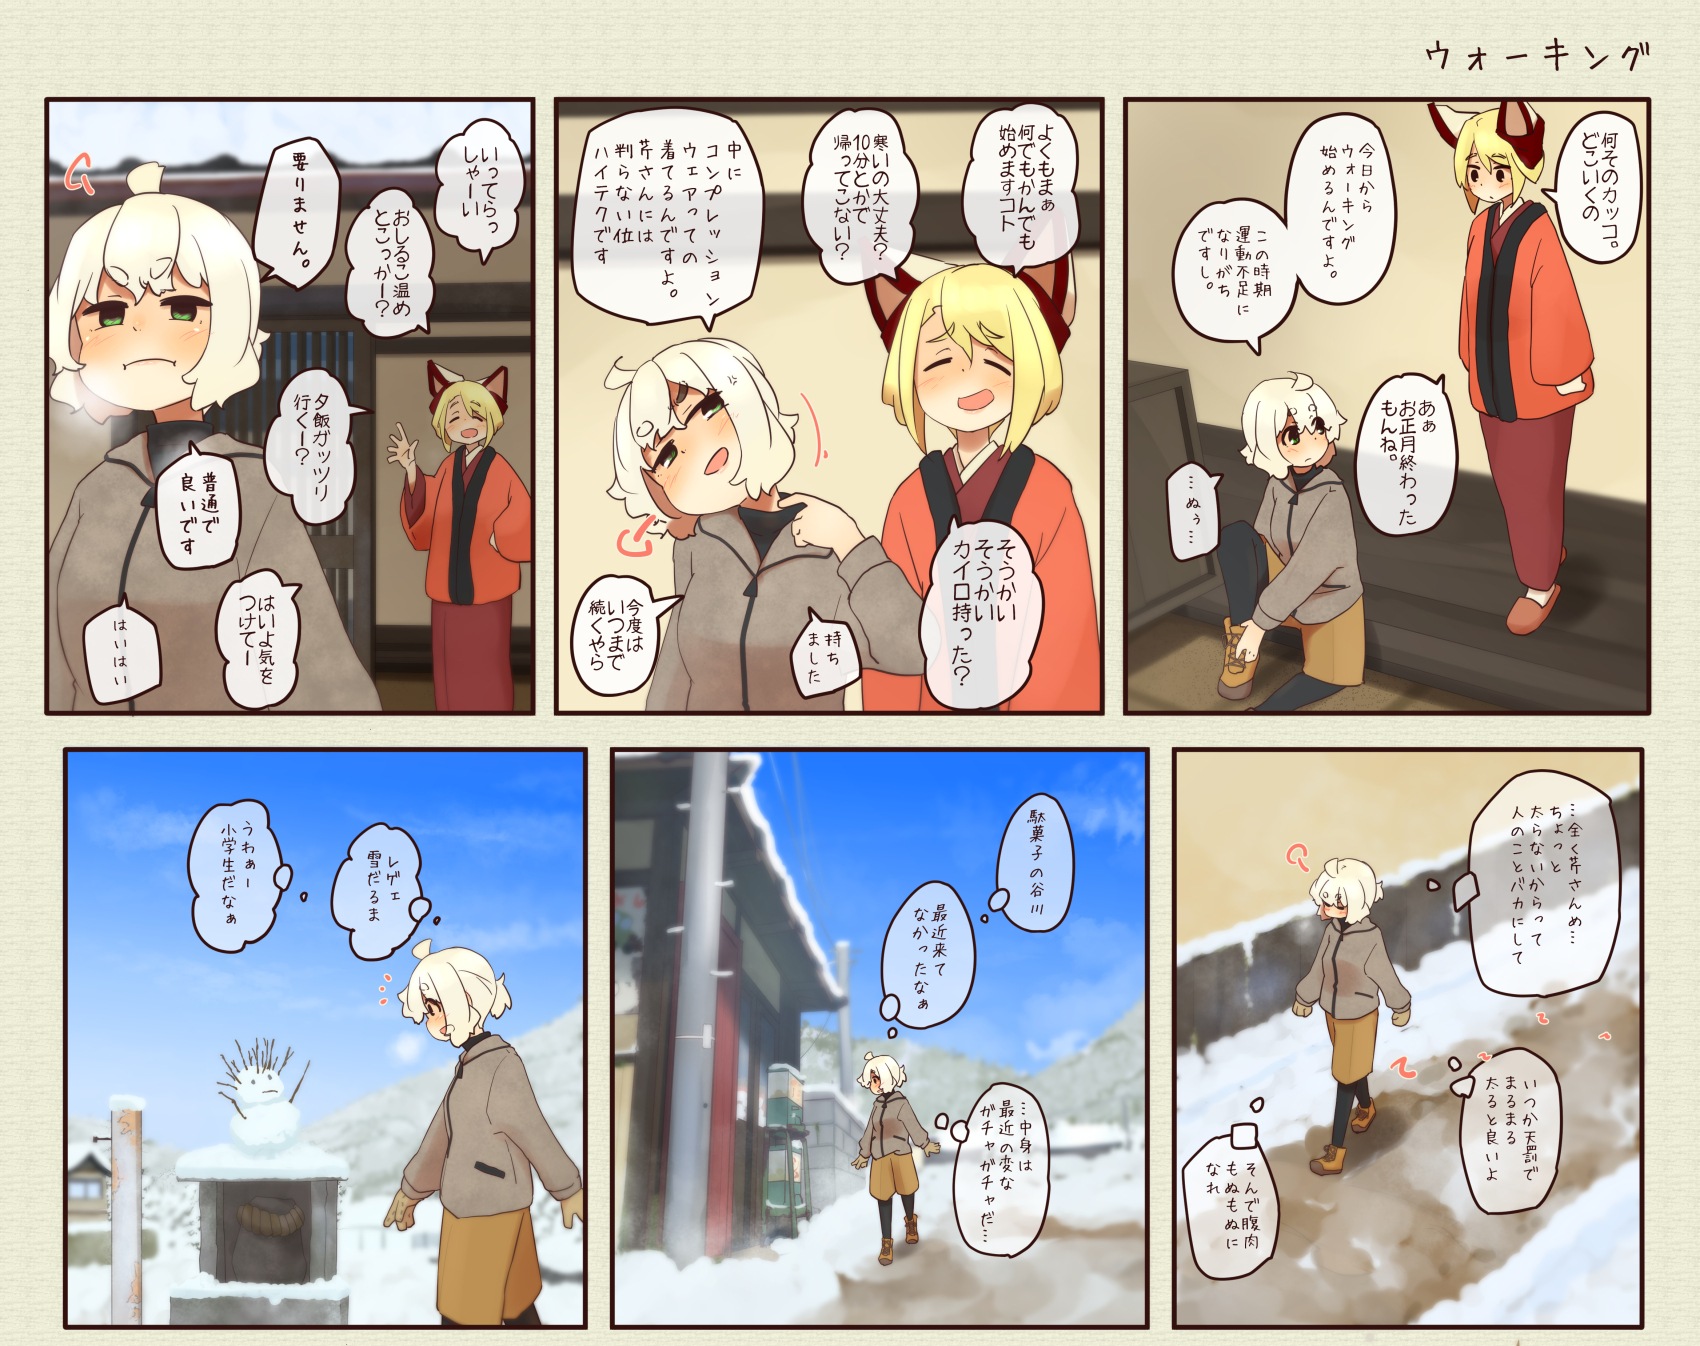 ウォーキング
何そのカッコ。
どこいくの
今日から
ウォーキング
始めるんですよ。
この時期
運動不足に
なりがち
ですし。
ああ
お正月終わった
もんね。
…ぬぅ…
よくもまぁ
何でもかんでも
始めますコト
寒いの大丈夫?
10分とかで
帰ってこない?
中に
コンプレッション
ウェアっての
着てるんですよ。
芹さんには
判らない位
ハイテクです
そうかい
そうかい
カイロ持った?
持ち
ました
今度は
いつまで
続くやら
いってらっ
しゃーい
おしるこ温め
とこっかー?
要りません。
夕飯ガッツリ
行くー?
普通で
良いです
はいよ気を
つけてー
はいはい
…全く芹さんめ…
ちょっと
太らないからって
人のことバカにして
いつか天罰で
まるまる
太ると良いよ
そんで腹肉
もぬもぬに
なれ
駄菓子の谷川
最近来て
なかったなぁ
…中身は
最近の変な
ガチャガチャだ…
レゲェ
雪だるま
うわぁー
小学生だなぁ